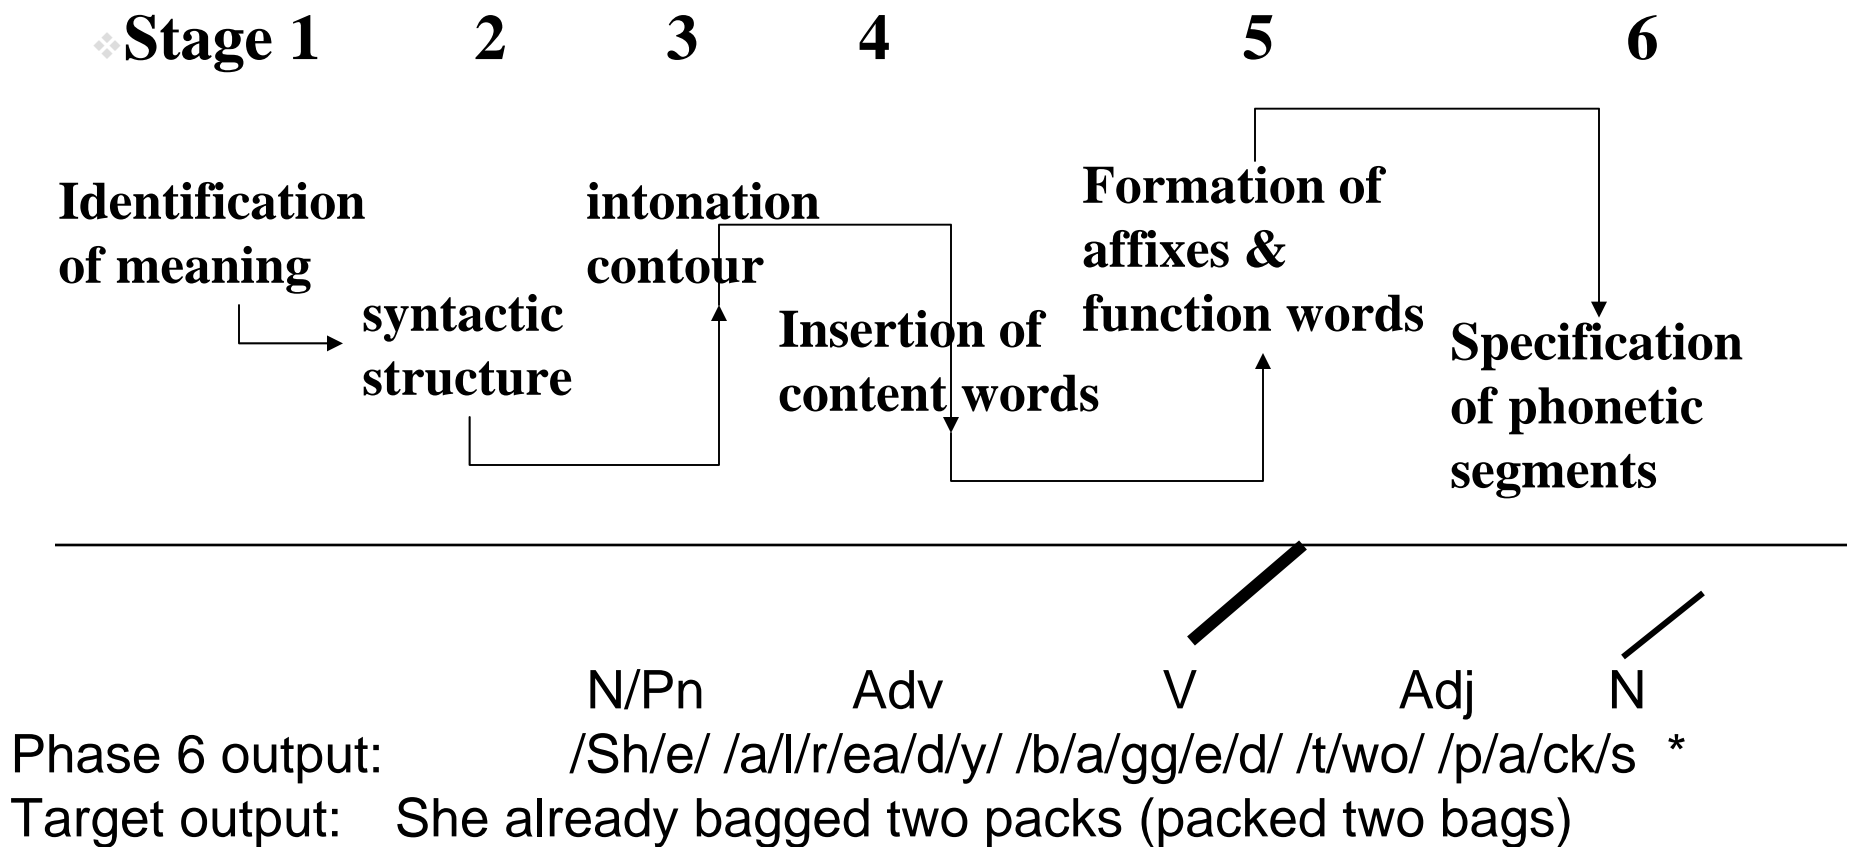 ❖Stage 1 2 3 4 5 6
Identification
of meaning
syntactic
structure
intonation
contour
Insertion of
content words
Formation of
affixes &
function words
Specification
of phonetic
segments
N/Pn Adv V Adj N
Phase 6 output: /Sh/e/ /a/l/r/ea/d/y/ /b/a/gg/e/d/ /t/wo/ /p/a/ck/s *
Target output: She already bagged two packs (packed two bags)